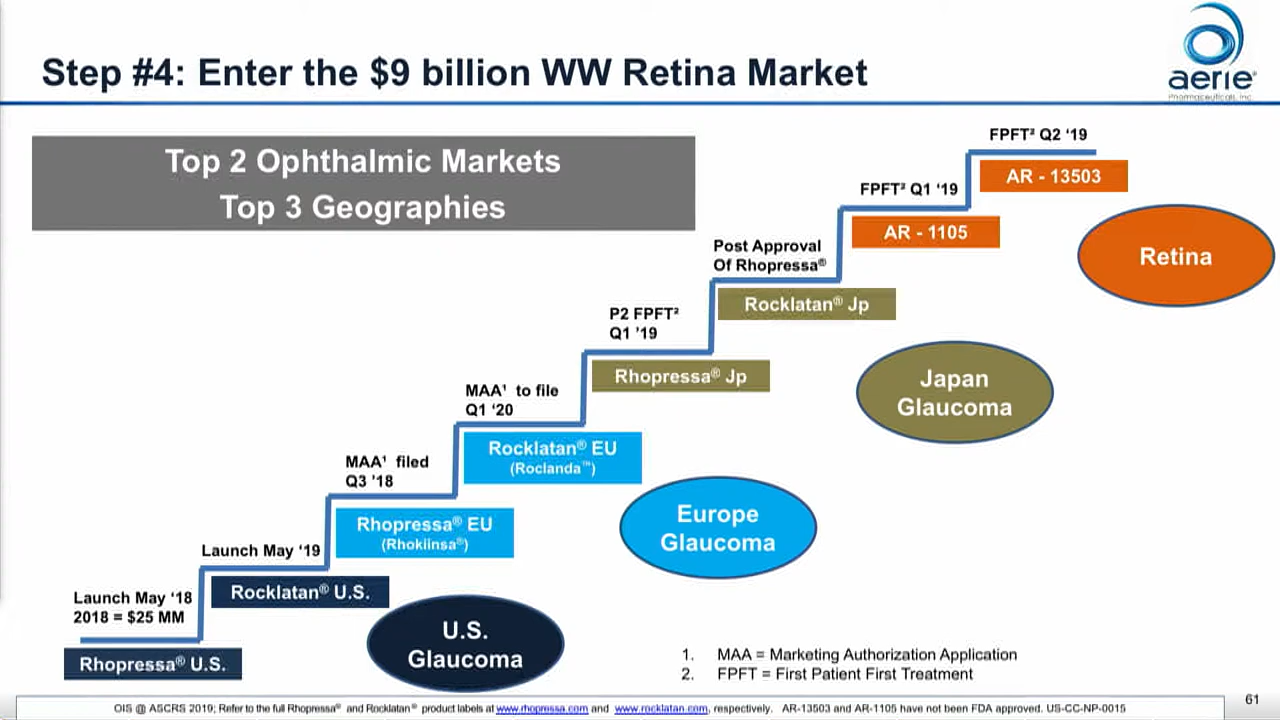 Step #4: Enter the $9 billion WW Retina Market
aerie®
Pharmaceuticals, Inc.
Top 2 Ophthalmic Markets
Top 3 Geographies
FPFT² Q2 ‘19
AR - 13503
FPFT² Q1 ‘19
AR - 1105
Retina
Post Approval
Of Rhopressa®
Rocklatan® Jp
P2 FPFT²
Q1 ’19
Rhopressa® Jp
Japan
Glaucoma
MAA¹ to file
Q1 ‘20
Rocklatan® EU
(Roclanda™)
MAA¹ filed
Q3 ’18
Rhopressa® EU
(Rhokiinsa®)
Europe
Glaucoma
Launch May ‘19
Rocklatan® U.S.
Launch May ‘18
2018 = $25 MM
Rhopressa® U.S.
U.S.
Glaucoma
1. MAA = Marketing Authorization Application
2. FPFT = First Patient First Treatment
OIS @ ASCRS 2019; Refer to the full Rhopressa® and Rocklatan® product labels at www.rhopressa.com and www.rocklatan.com, respectively. AR-13503 and AR-1105 have not been FDA approved. US-CC-NP-0015
61